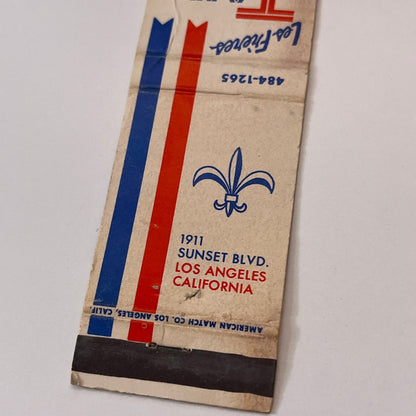 Les Frères
484-1265
1911
SUNSET BLVD.
LOS ANGELES
CALIFORNIA
AMERICAN MATCH CO. LOS ANGELES, CALIF.